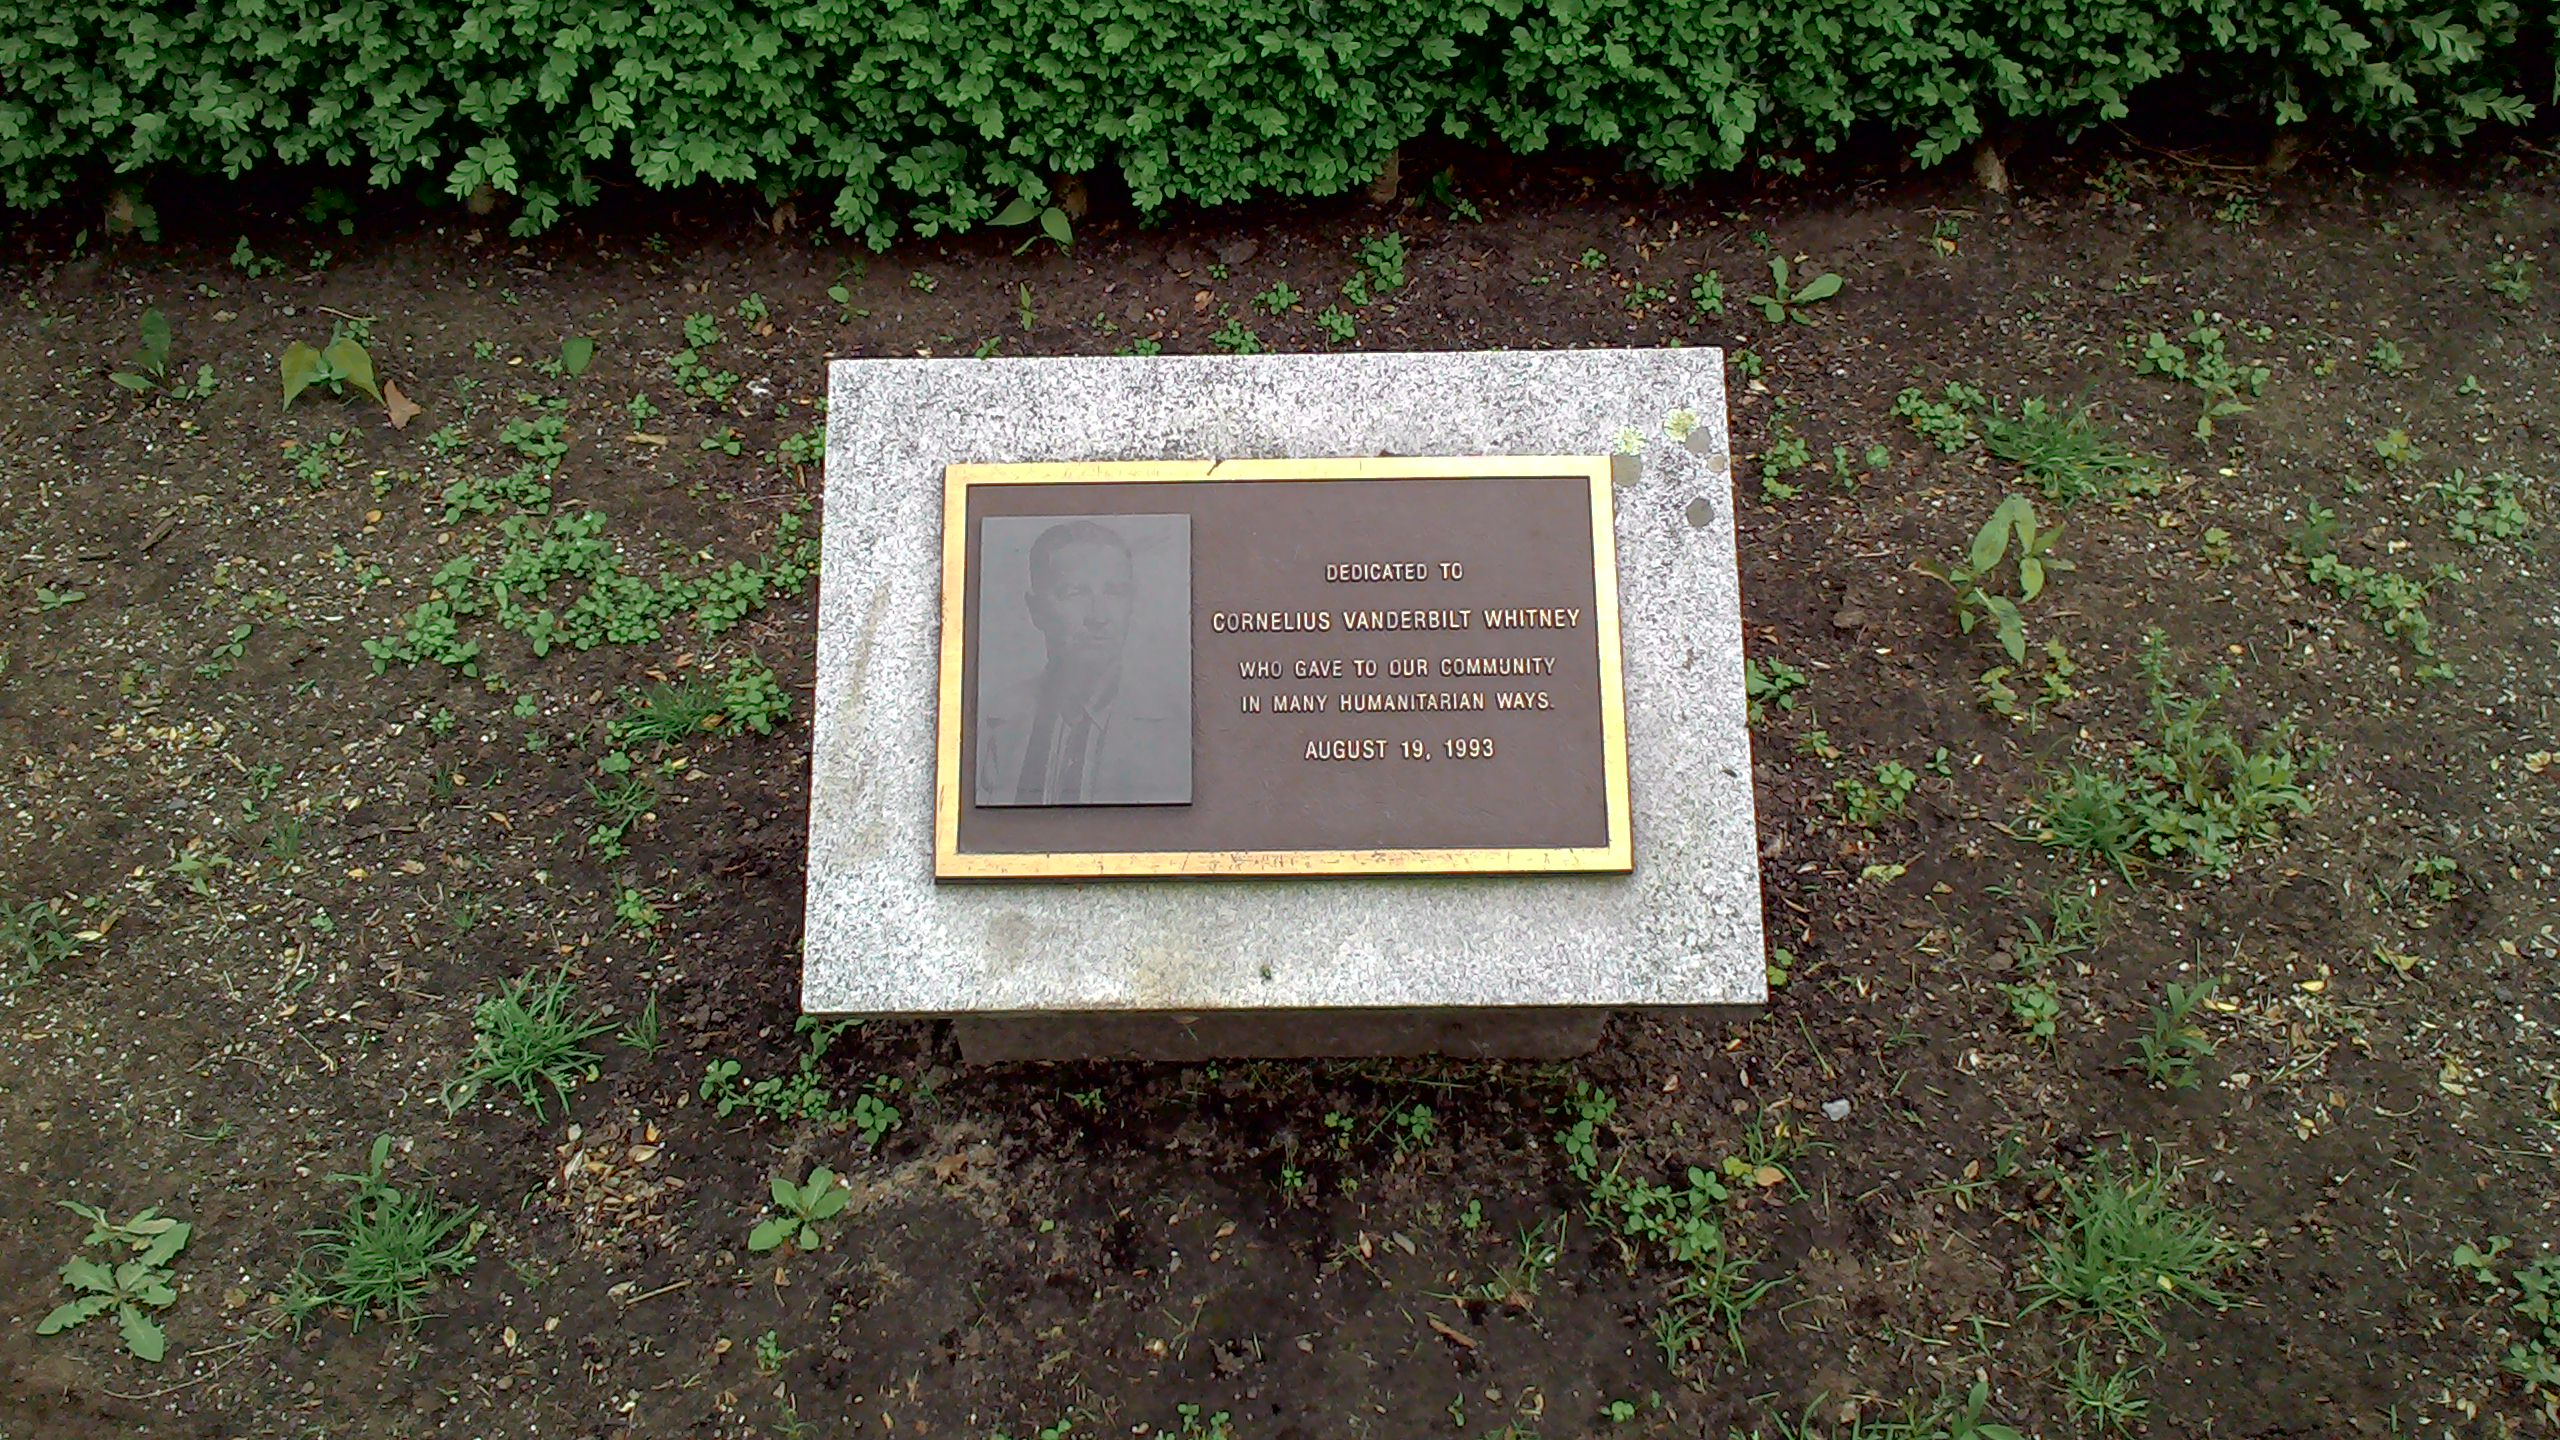 DEDICATED TO
CORNELIUS VANDERBILT WHITNEY
WHO GAVE TO OUR COMMUNITY
IN MANY HUMANITARIAN WAYS.
AUGUST 19, 1993